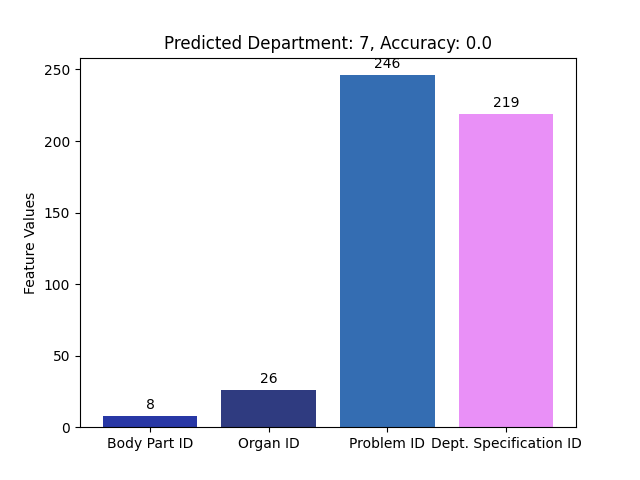 Predicted Department: 7, Accuracy: 0.0
Feature Values
250
200
150
100
50
0
8
26
246
219
Body Part ID
Organ ID
Problem ID
Dept. Specification ID